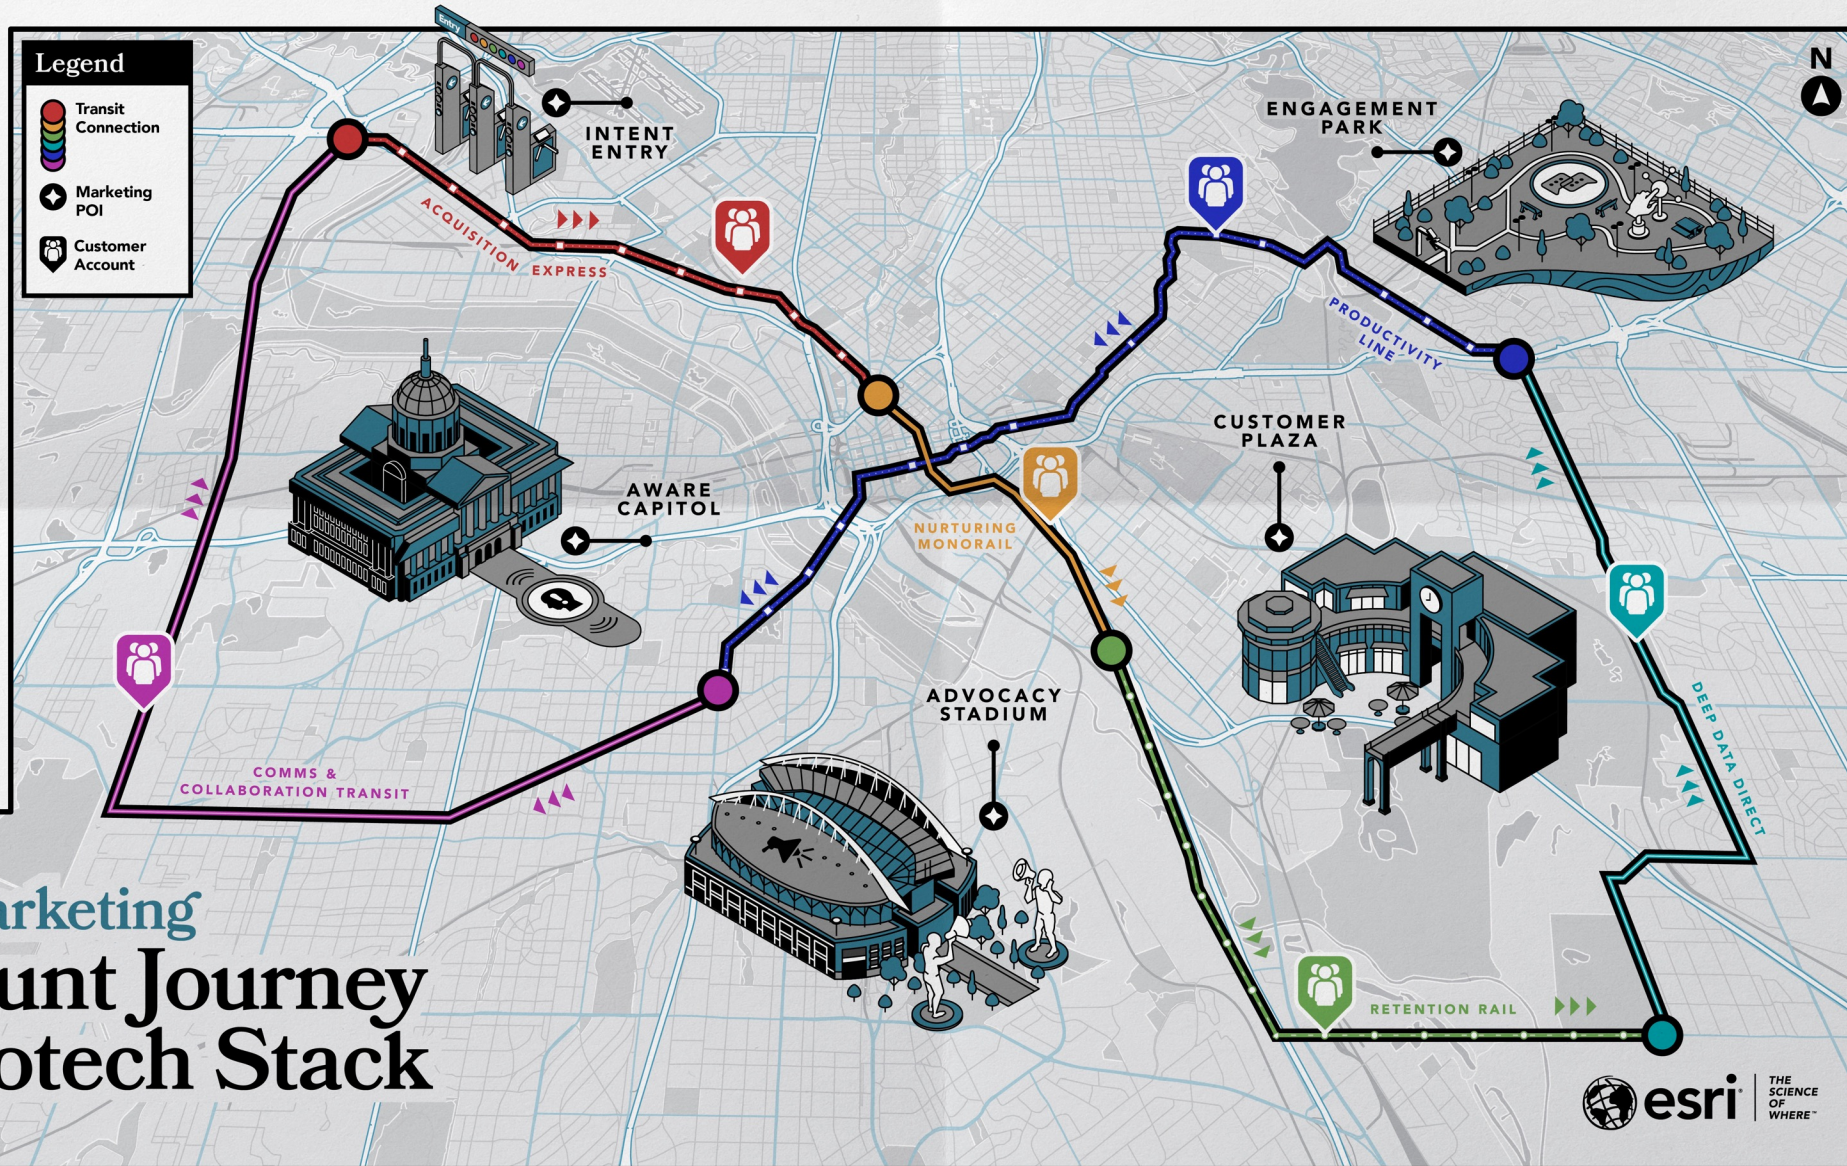 Legend
Transit
Connection
Marketing
POI
Customer
Account
Entry
INTENT
ENTRY
ENGAGEMENT
PARK
N
ACQUISITION EXPRESS
PRODUCTIVITY
LINE
CUSTOMER
PLAZA
AWARE
CAPITOL
NURTURING
MONORAIL
ADVOCACY
STADIUM
DEEP DATA DIRECT
COMMS &
COLLABORATION TRANSIT
arketing
unt Journey
otech Stack
RETENTION RAIL
esri
THE
SCIENCE
OF
WHERE™